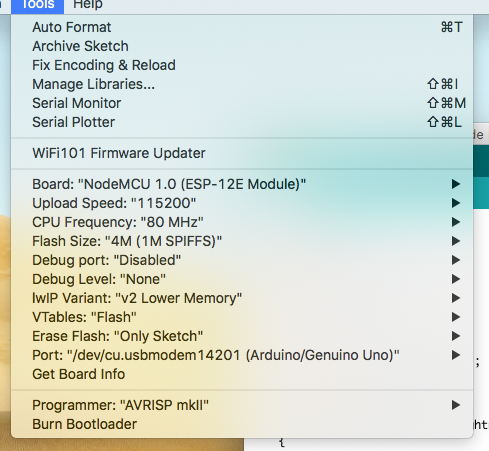 Tools Help
Auto Format ⌘T
Archive Sketch
Fix Encoding & Reload
Manage Libraries... ⇧⌘I
Serial Monitor ⇧⌘M
Serial Plotter ⇧⌘L
WiFi101 Firmware Updater
Board: "NodeMCU 1.0 (ESP-12E Module)"
Upload Speed: "115200"
CPU Frequency: "80 MHz"
Flash Size: "4M (1M SPIFFS)"
Debug port: "Disabled"
Debug Level: "None"
lwIP Variant: "v2 Lower Memory"
VTables: "Flash"
Erase Flash: "Only Sketch"
Port: "/dev/cu.usbmodem14201 (Arduino/Genuino Uno)"
;
Get Board Info
Programmer: "AVRISP mkII"
Burn Bootloader
{